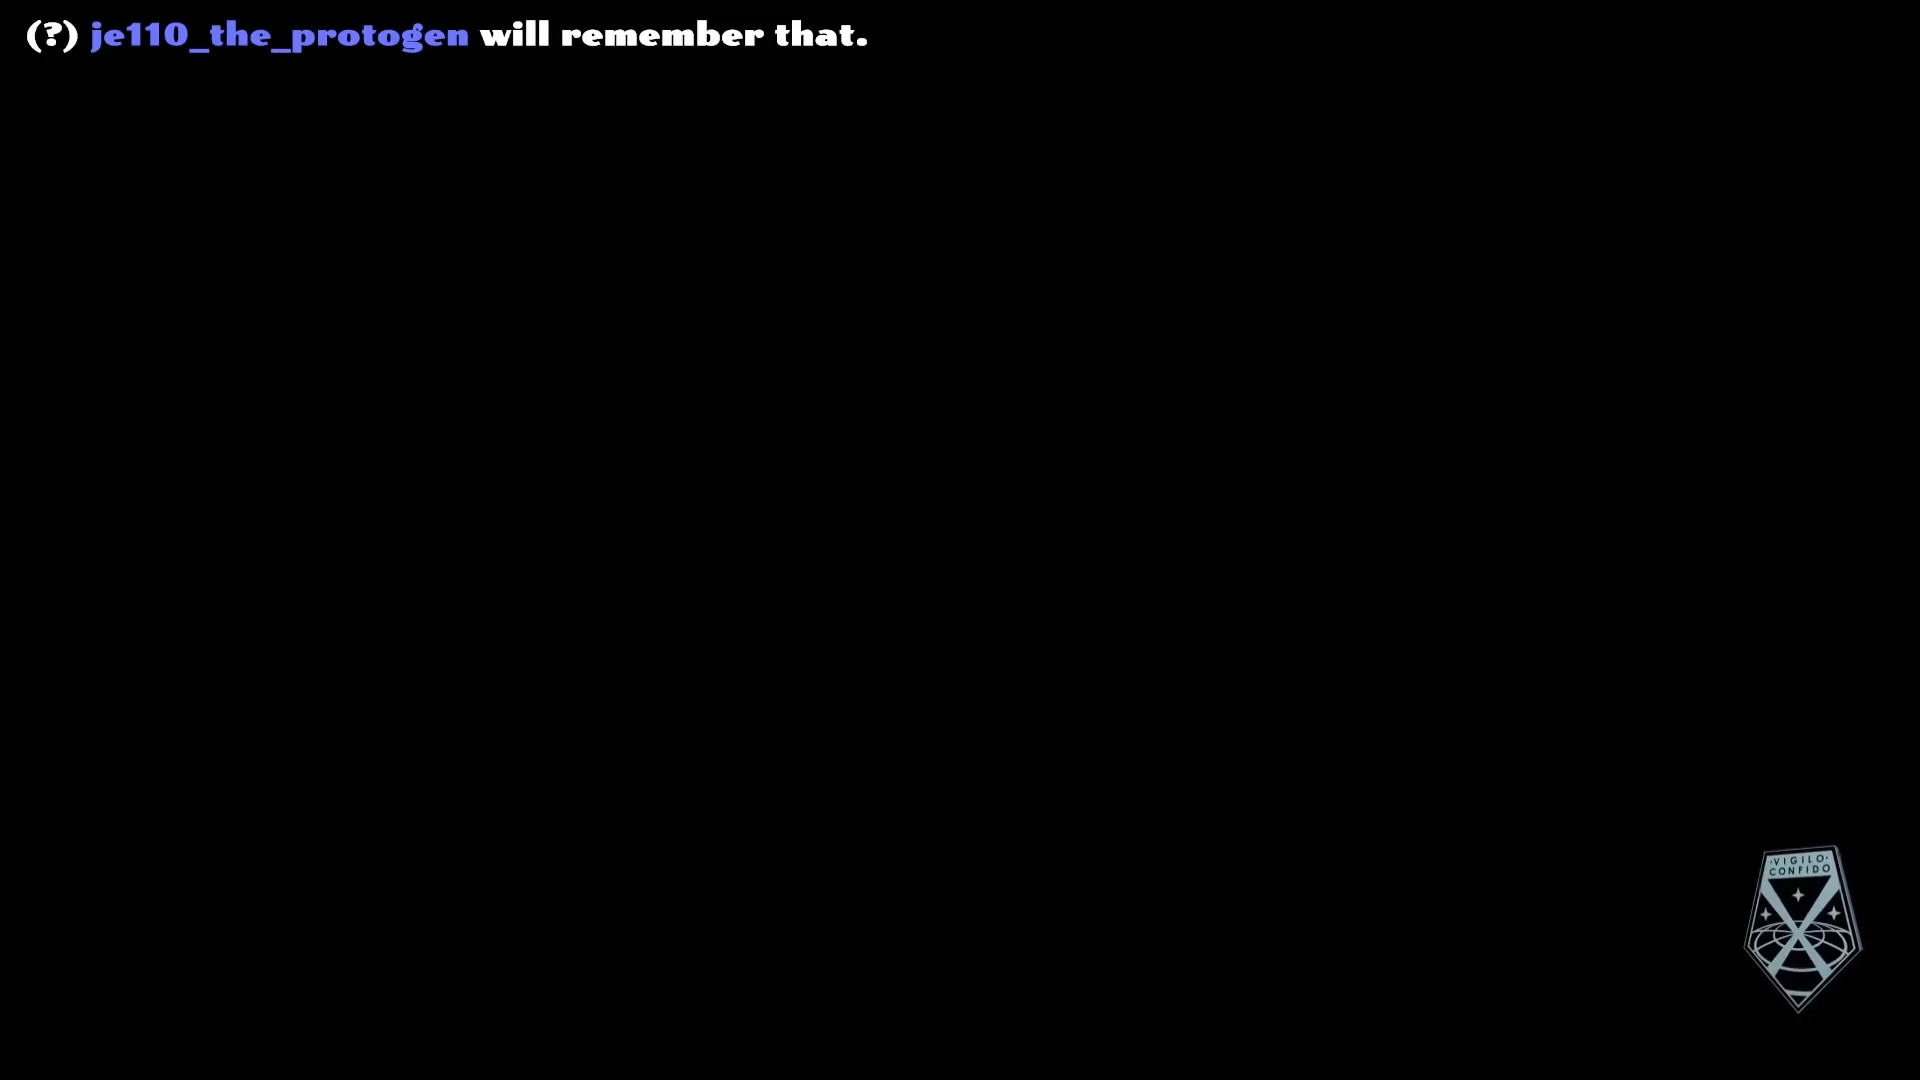 (?) je110_the_protogen will remember that.
·VIGILO·
CONFIDO